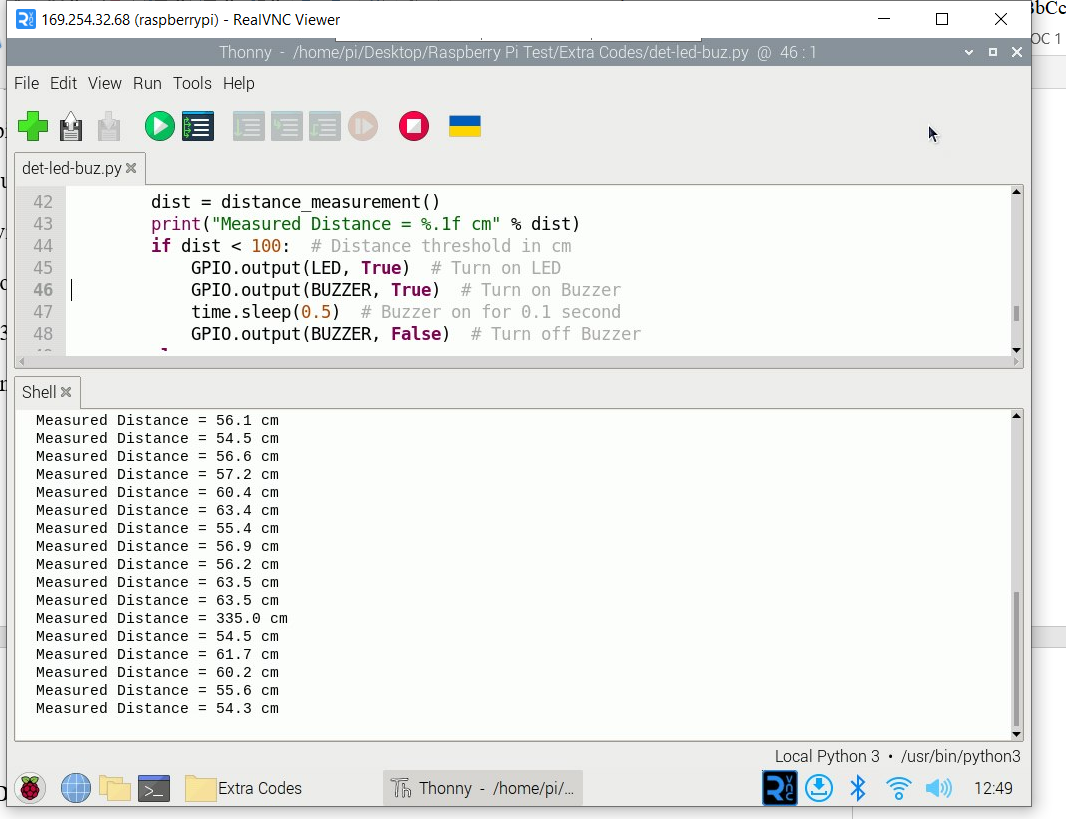 169.254.32.68 (raspberrypi) - RealVNC Viewer
Thonny - /home/pi/Desktop/Raspberry Pi Test/Extra Codes/det-led-buz.py @ 46 : 1
File Edit View Run Tools Help
det-led-buz.py
42 dist = distance_measurement()
43 print("Measured Distance = %.1f cm" % dist)
44 if dist < 100: # Distance threshold in cm
45 GPIO.output(LED, True) # Turn on LED
46 GPIO.output(BUZZER, True) # Turn on Buzzer
47 time.sleep(0.5) # Buzzer on for 0.1 second
48 GPIO.output(BUZZER, False) # Turn off Buzzer
Shell
Measured Distance = 56.1 cm
Measured Distance = 54.5 cm
Measured Distance = 56.6 cm
Measured Distance = 57.2 cm
Measured Distance = 60.4 cm
Measured Distance = 63.4 cm
Measured Distance = 55.4 cm
Measured Distance = 56.9 cm
Measured Distance = 56.2 cm
Measured Distance = 63.5 cm
Measured Distance = 63.5 cm
Measured Distance = 335.0 cm
Measured Distance = 54.5 cm
Measured Distance = 61.7 cm
Measured Distance = 60.2 cm
Measured Distance = 55.6 cm
Measured Distance = 54.3 cm
Local Python 3 • /usr/bin/python3
Extra Codes
Thonny - /home/pi/...
12:49